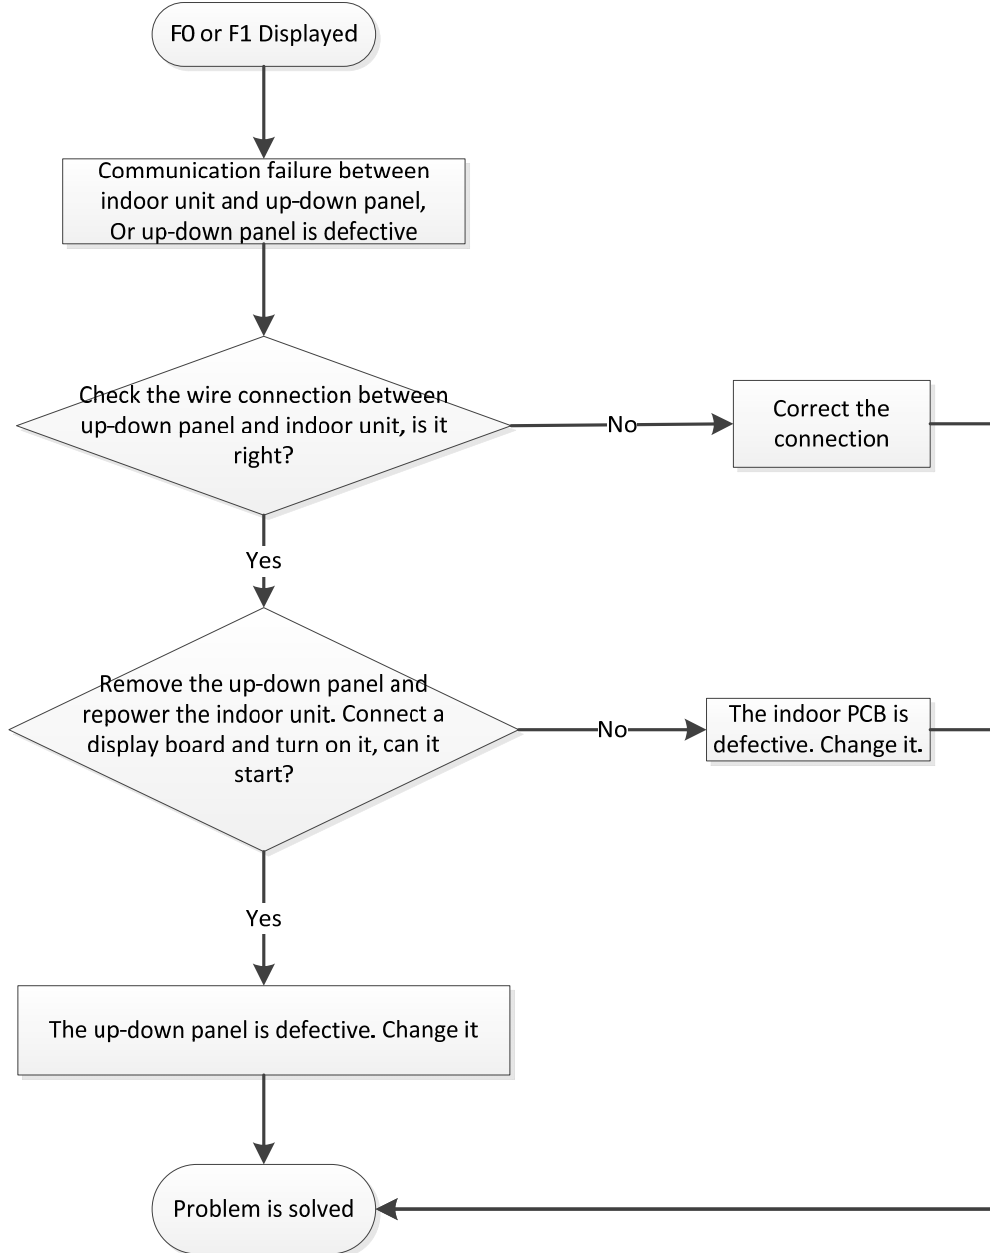 F0 or F1 Displayed
Communication failure between
indoor unit and up-down panel,
Or up-down panel is defective
Check the wire connection between
up-down panel and indoor unit, is it
right?
No
Correct the
connection
Yes
Remove the up-down panel and
repower the indoor unit. Connect a
display board and turn on it, can it
start?
No
The indoor PCB is
defective. Change it.
Yes
The up-down panel is defective. Change it
Problem is solved